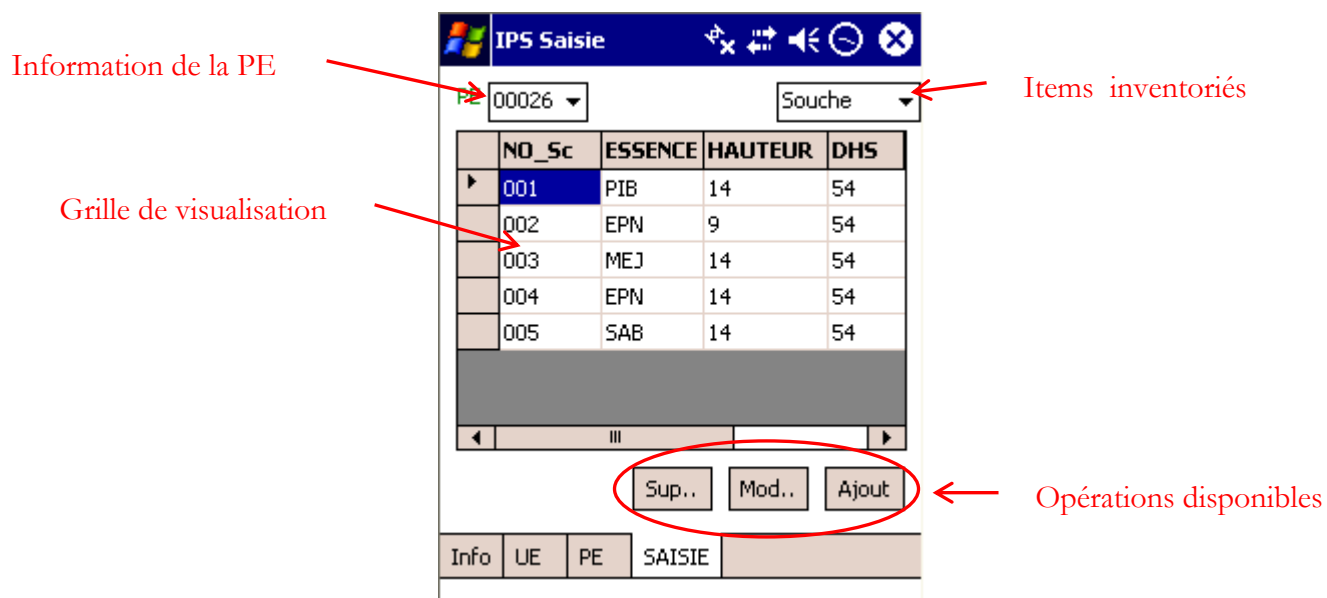 IPS Saisie
Information de la PE
Items inventoriés
PE 00026 Souche
NO_Sc ESSENCE HAUTEUR DHS
001 PIB 14 54
Grille de visualisation
002 EPN 9 54
003 MEJ 14 54
004 EPN 14 54
005 SAB 14 54
Sup.. Mod.. Ajout
Opérations disponibles
Info UE PE SAISIE